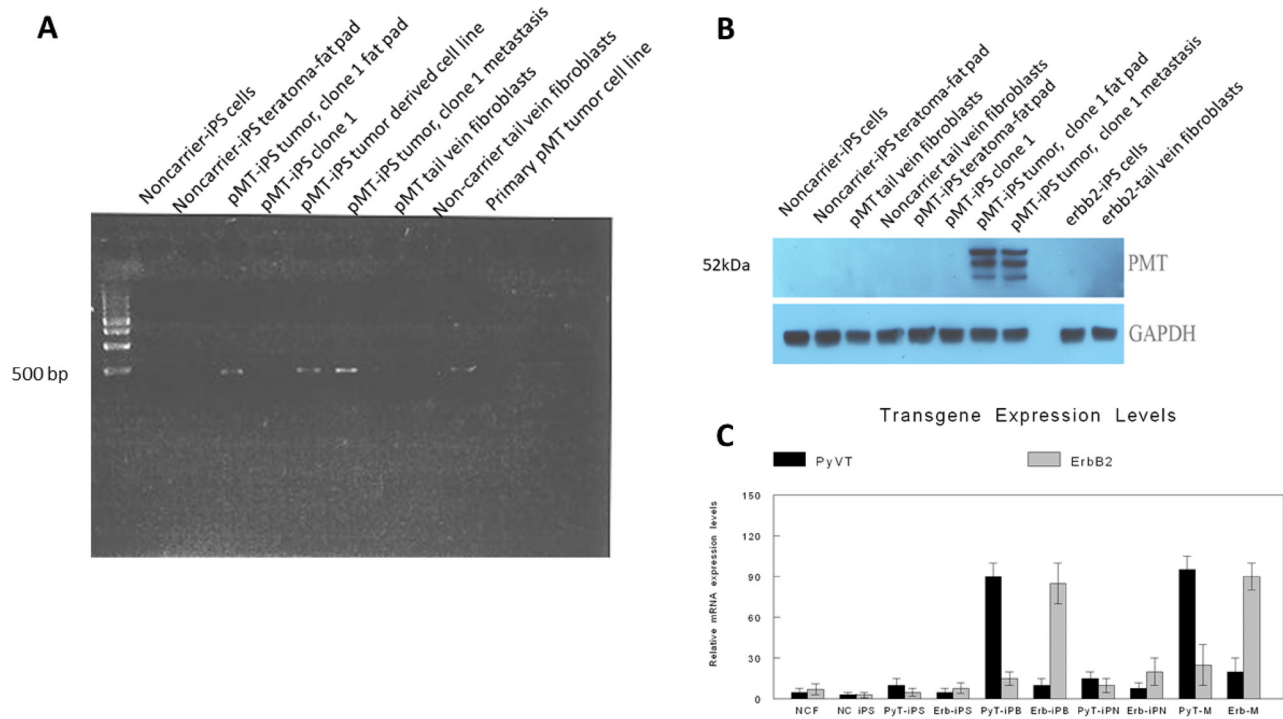 A
Noncarrier-iPS cells
Noncarrier-iPS teratoma-fat pad
pMT-iPS tumor, clone 1 fat pad
pMT-iPS clone 1
pMT-iPS tumor derived cell line
pMT-iPS tumor, clone 1 metastasis
pMT tail vein fibroblasts
Non-carrier tail vein fibroblasts
Primary pMT tumor cell line
500 bp
B
Noncarrier-iPS cells
Noncarrier-iPS teratoma-fat pad
pMT tail vein fibroblasts
Noncarrier tail vein fibroblasts
pMT-iPS teratoma-fat pad
pMT-iPS clone 1
pMT-iPS tumor, clone 1 fat pad
pMT-iPS tumor, clone 1 metastasis
erbb2-iPS cells
erbb2-tail vein fibroblasts
52kDa
PMT
GAPDH
C
Transgene Expression Levels
PyVT ErbB2
Relative mRNA expression levels
150
120
90
60
30
0
NCF NC iPS PyT-iPS Erb-iPS PyT-iPB Erb-iPB PyT-iPN Erb-iPN PyT-M Erb-M